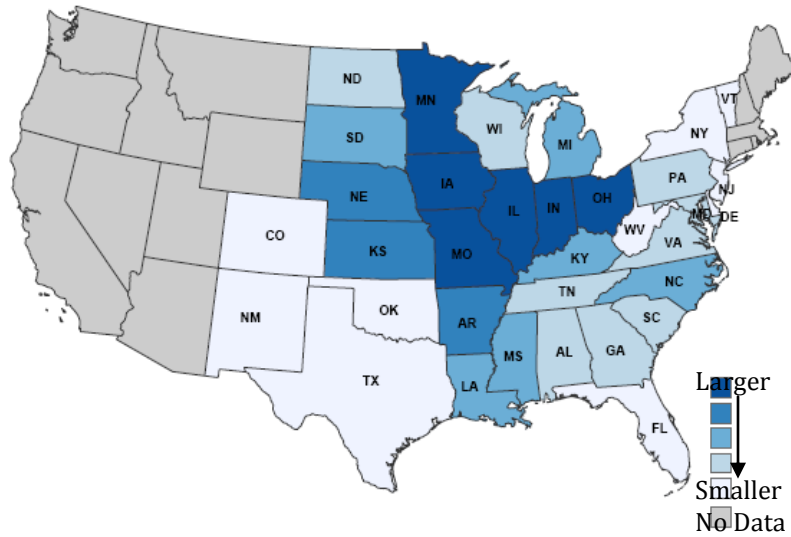 ND
MN
VT
WI
NY
SD
MI
PA
IA
NE
NJ
OH
IL
IN
MD
DE
WV
CO
VA
KS
MO
KY
NC
TN
OK
NM
AR
SC
MS
AL
GA
TX
LA
Larger
FL
Smaller
No Data